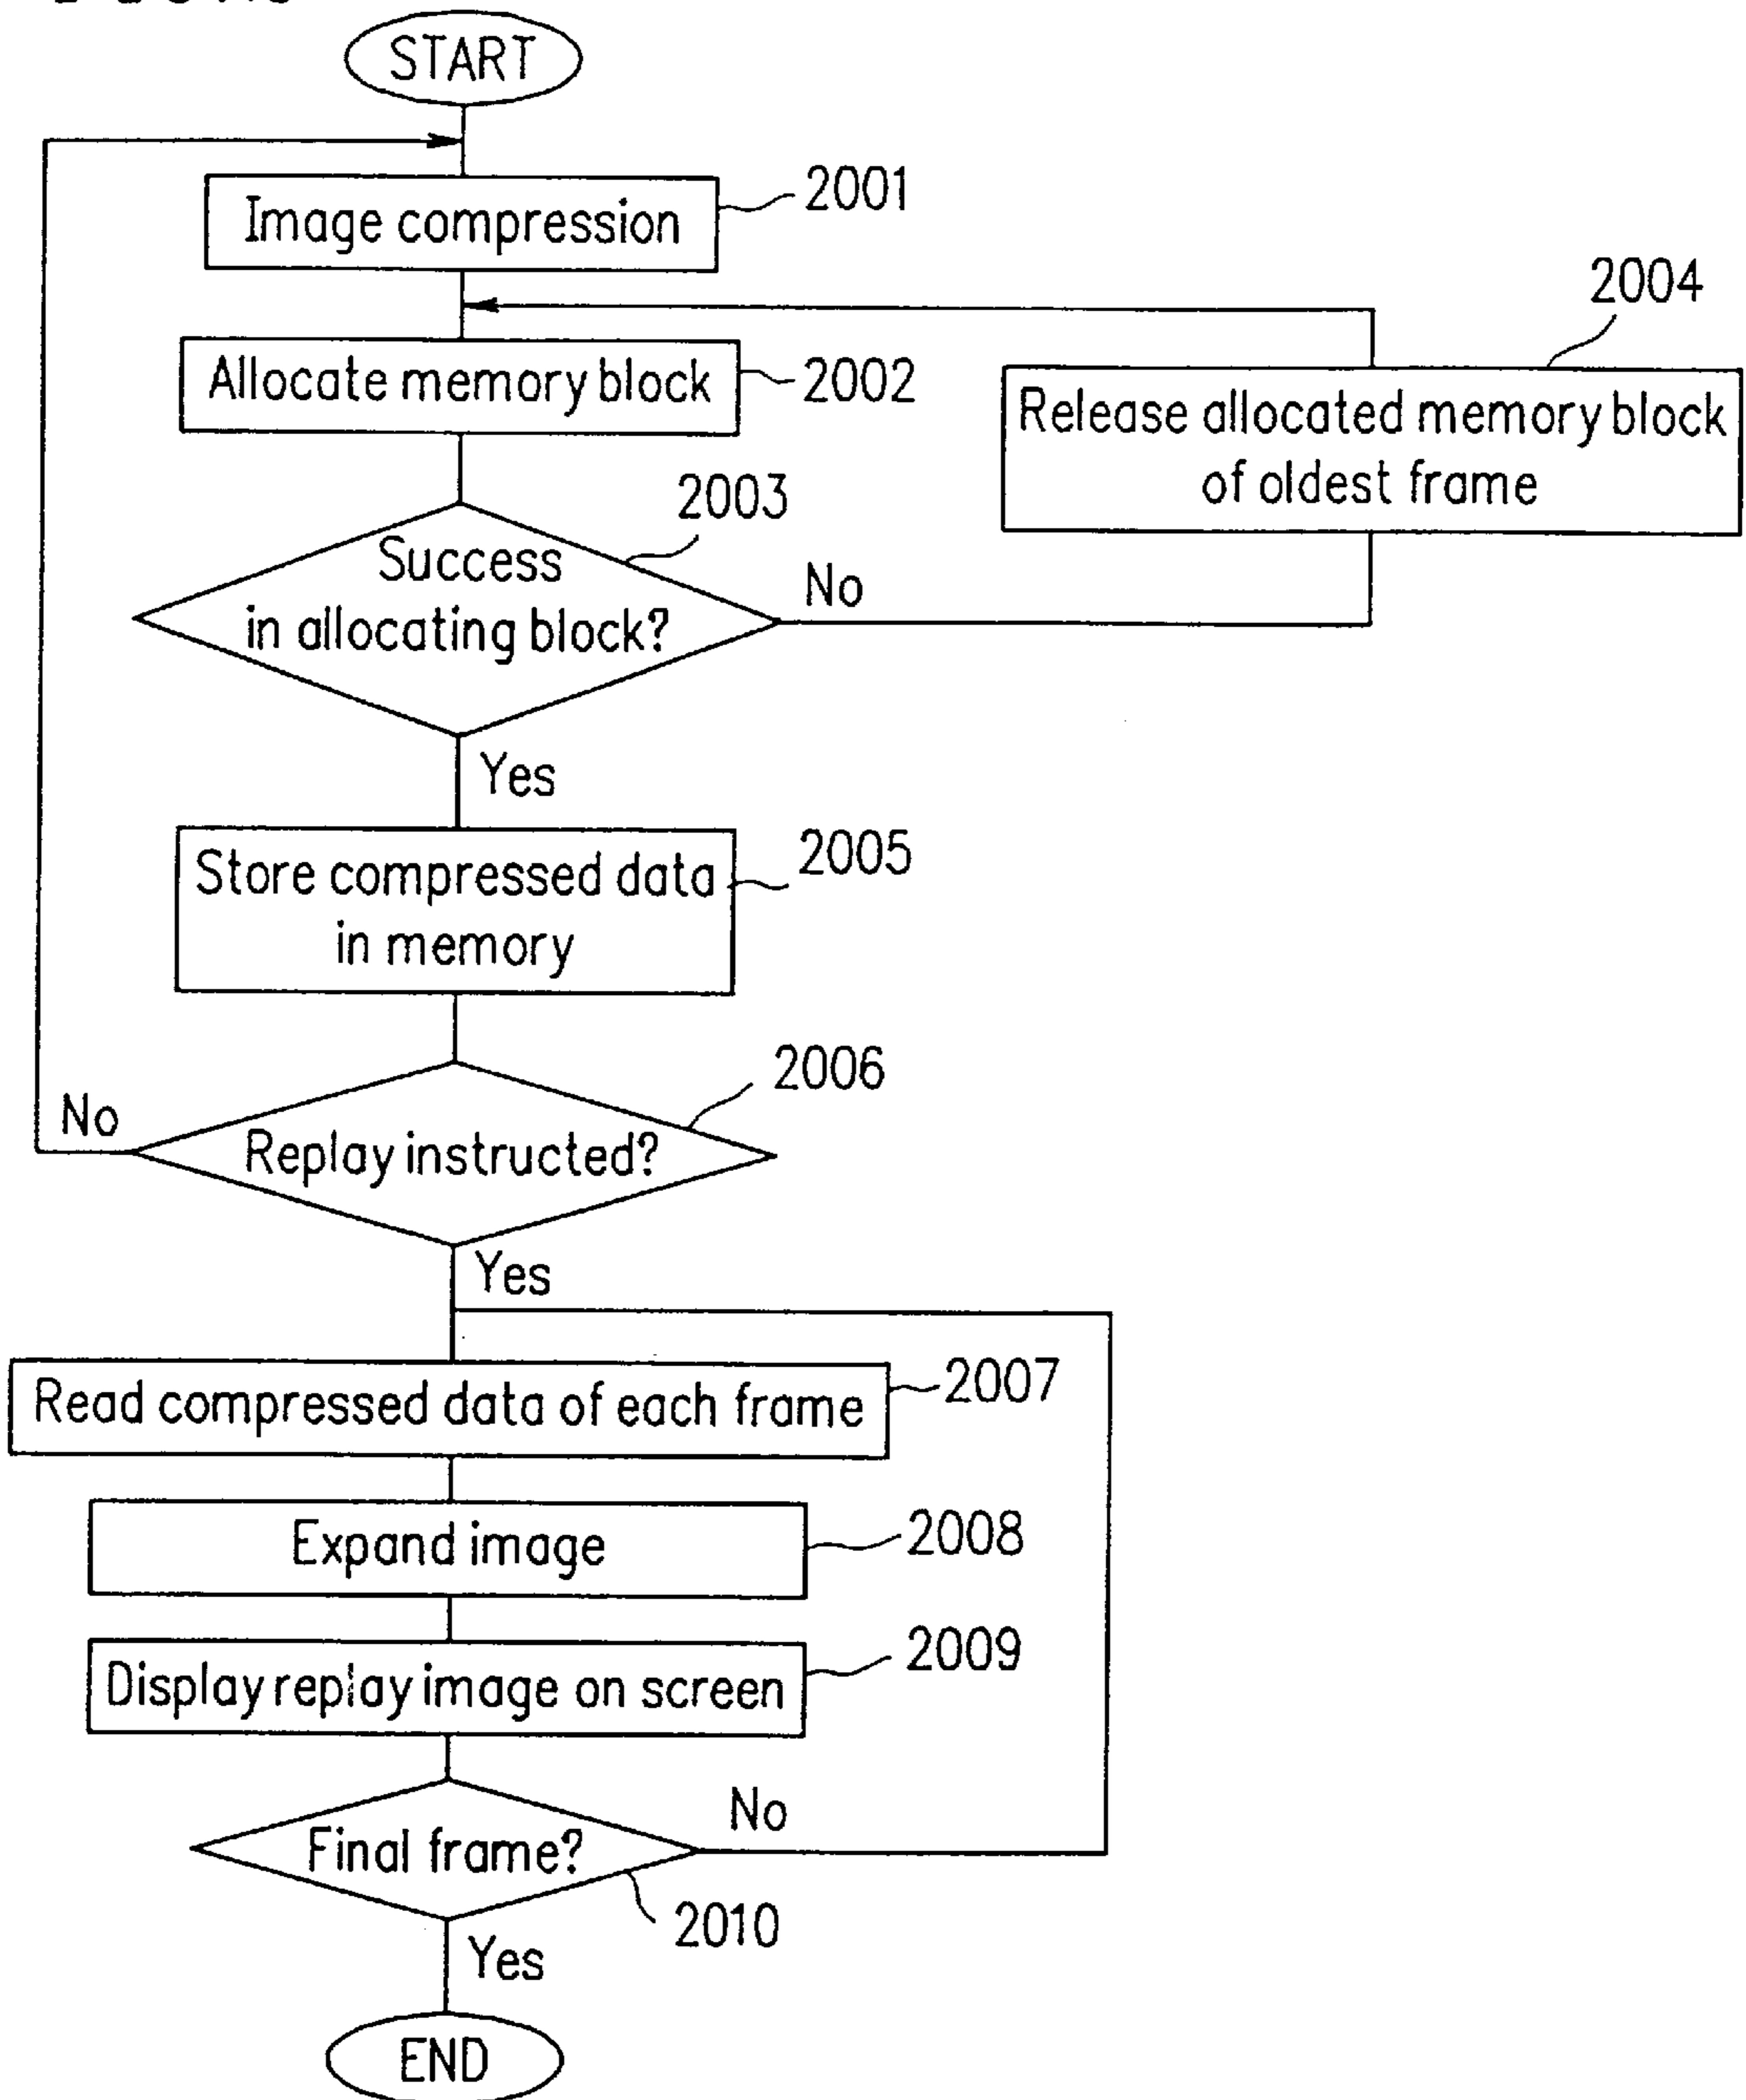 START
Image compression
2001
2004
Allocate memory block
2002
Release allocated memory block
of oldest frame
2003
Success
in allocating block?
No
Yes
Store compressed data
in memory
2005
2006
No
Replay instructed?
Yes
Read compressed data of each frame
2007
Expand image
2008
Display replay image on screen
2009
Final frame?
No
2010
Yes
END